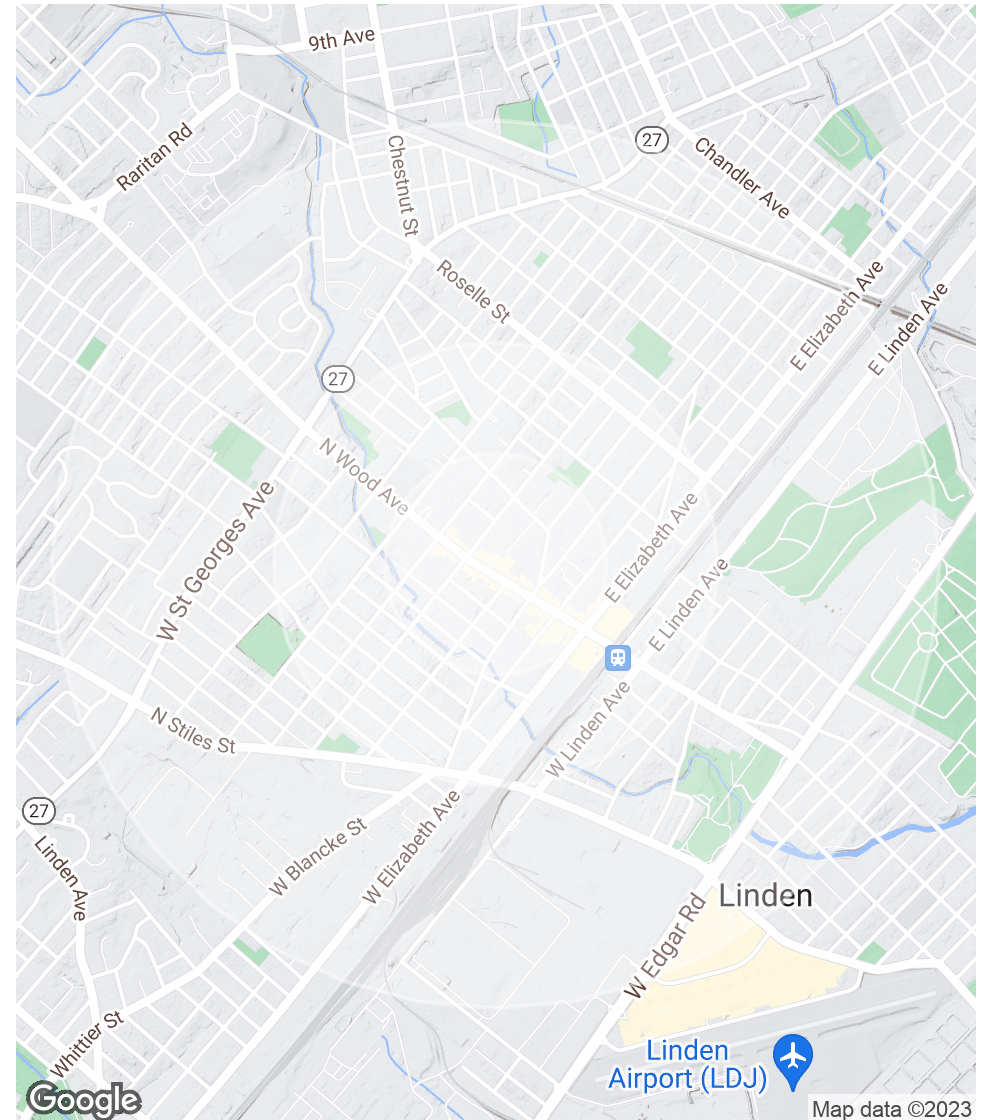 9th Ave
Raritan Rd
Chestnut St
27
Chandler Ave
Roselle St
E Elizabeth Ave
E Linden Ave
27
N Wood Ave
W St Georges Ave
E Elizabeth Ave
E Linden Ave
W Linden Ave
N Stiles St
27
W Blancke St
W Elizabeth Ave
Linden Ave
Linden
W Edgar Rd
Whittier St
Linden
Airport (LDJ)
Google
Map data ©2023